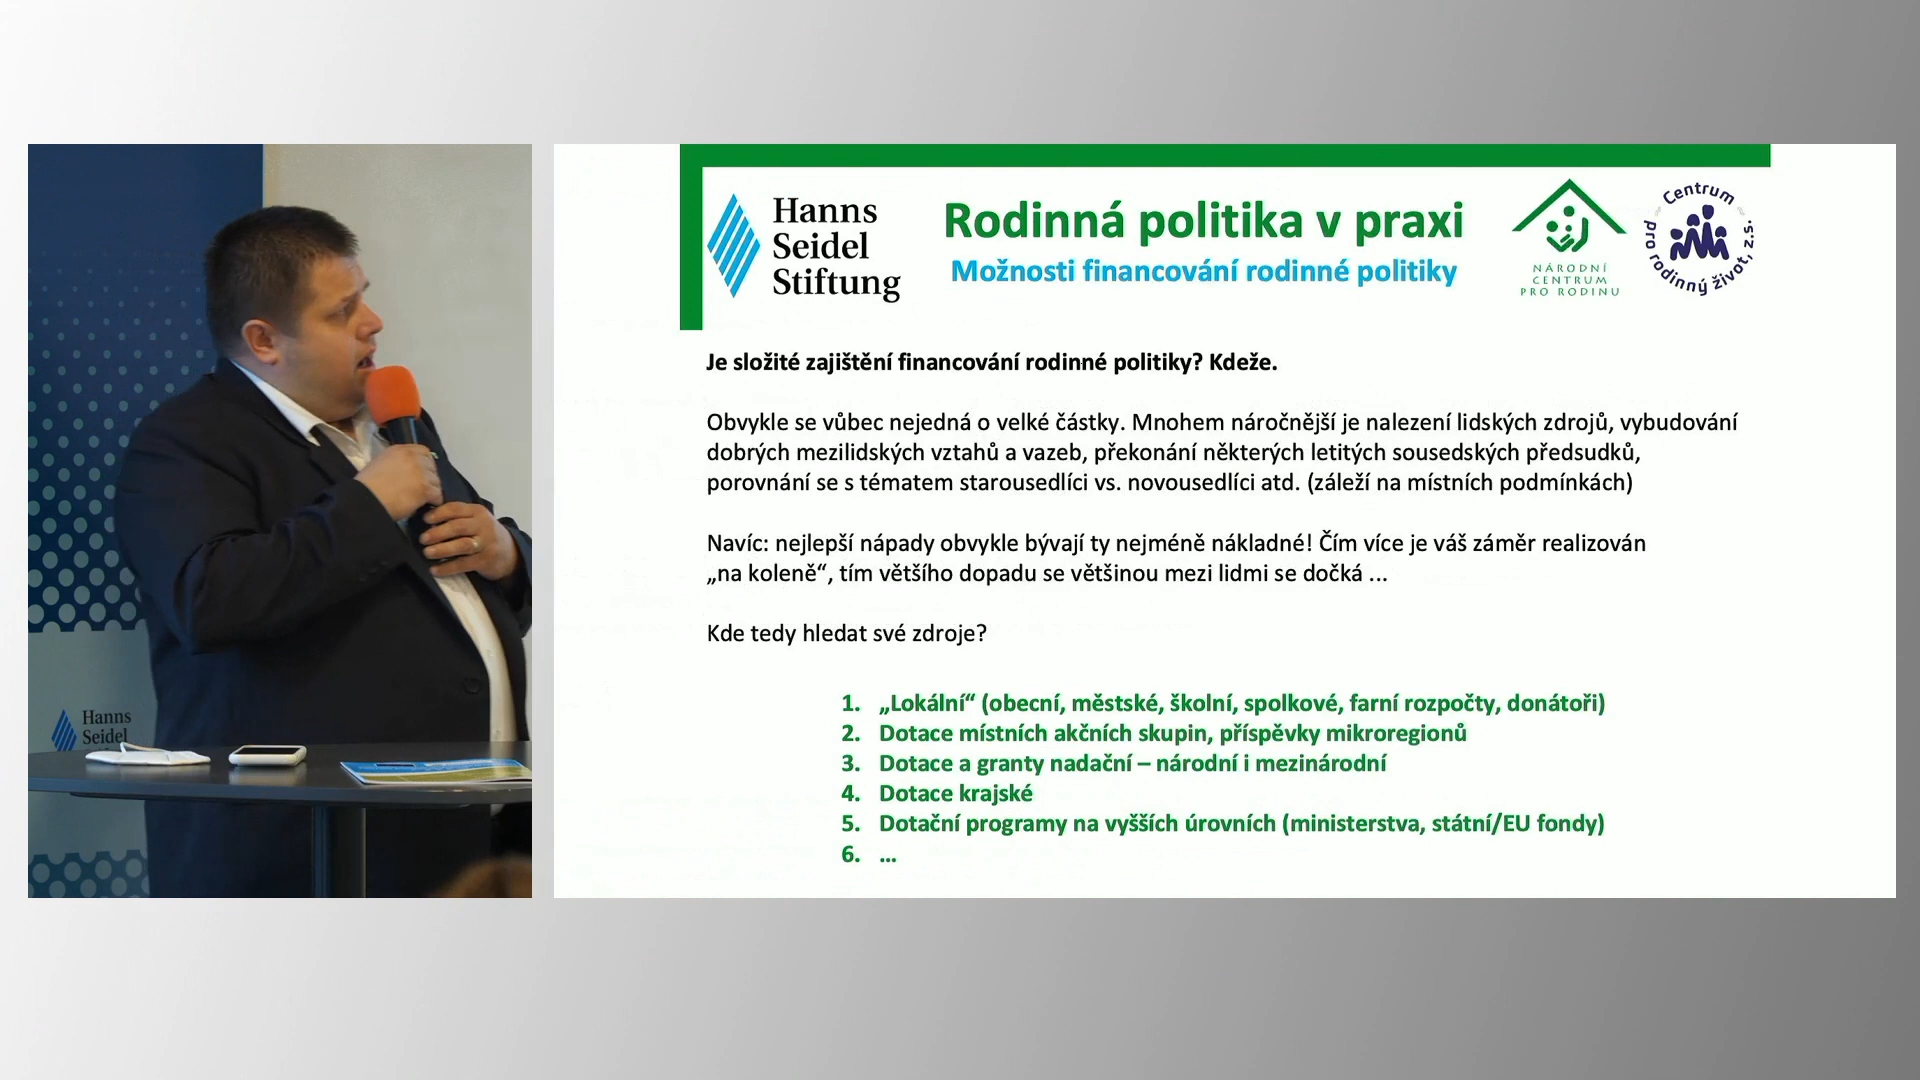 Hanns
Seidel
Stiftung
Rodinná politika v praxi
Možnosti financování rodinné politiky
NÁRODNÍ
CENTRUM
PRO RODINU
Centrum
pro rodinný život, z.s.
Je složité zajištění financování rodinné politiky? Kdeže.
Obvykle se vůbec nejedná o velké částky. Mnohem náročnější je nalezení lidských zdrojů, vybudování
dobrých mezilidských vztahů a vazeb, překonání některých letitých sousedských předsudků,
porovnání se s tématem starousedlíci vs. novousedlíci atd. (záleží na místních podmínkách)
Navíc: nejlepší nápady obvykle bývají ty nejméně nákladné! Čím více je váš záměr realizován
„na koleně“, tím většího dopadu se většinou mezi lidmi se dočká ...
Kde tedy hledat své zdroje?
1. „Lokální“ (obecní, městské, školní, spolkové, farní rozpočty, donátoři)
2. Dotace místních akčních skupin, příspěvky mikroregionů
3. Dotace a granty nadační – národní i mezinárodní
4. Dotace krajské
5. Dotační programy na vyšších úrovních (ministerstva, státní/EU fondy)
6. ...
Hanns
Seidel